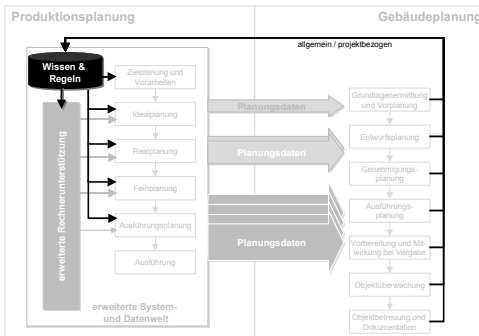 Produktionsplanung
Gebäudeplanung
allgemein / projektbezogen
Wissen &
Regeln
erweiterte Rechnerunterstützung
Zielplanung und
Vorarbeiten
Idealplanung
Realplanung
Feinplanung
Ausführungsplanung
Ausführung
erweiterte System-
und Datenwelt
Planungsdaten
Planungsdaten
Planungsdaten
Grundlagenermittlung
und Vorplanung
Entwurfsplanung
Genehmigungs-
planung
Ausführungs-
planung
Vorbereitung und Mit-
wirkung bei Vergabe
Objektüberwachung
Objektbetreuung und
Dokumentation